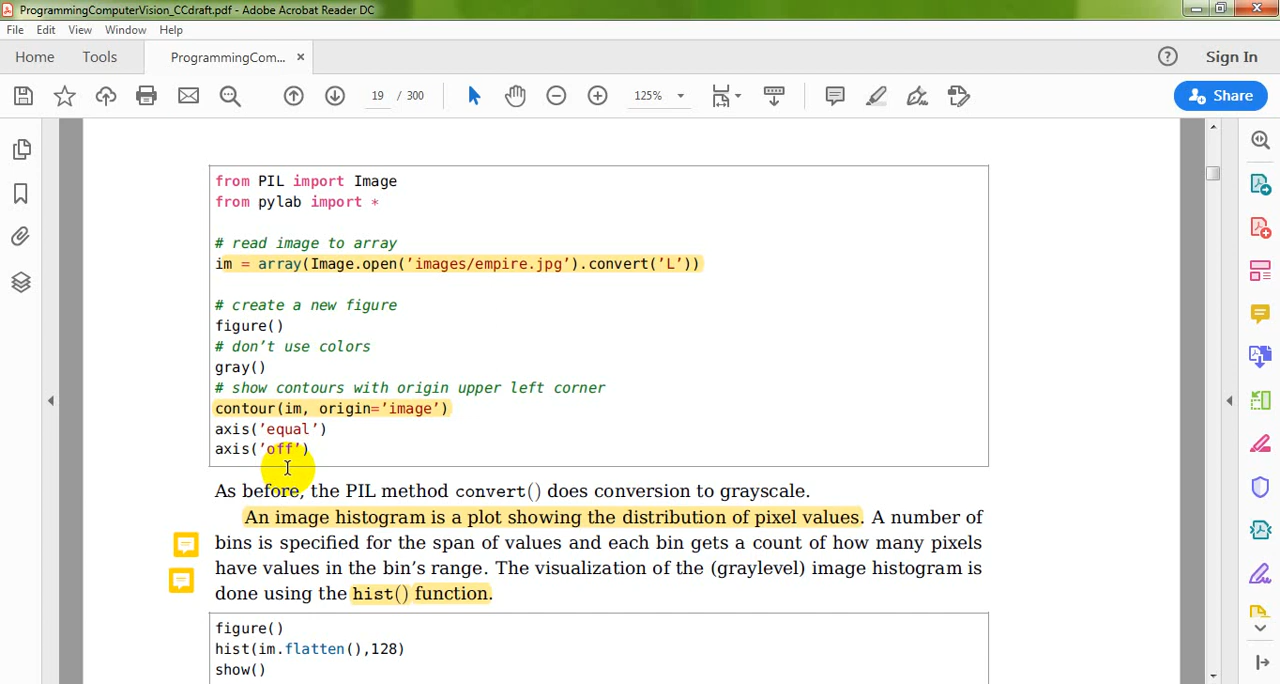 ProgrammingComputerVision_CCdraft.pdf - Adobe Acrobat Reader DC
File Edit View Window Help
Home Tools ProgrammingCom... × ? Sign In
19 / 300 125% Share
from PIL import Image
from pylab import *
# read image to array
im = array(Image.open('images/empire.jpg').convert('L'))
# create a new figure
figure()
# don't use colors
gray()
# show contours with origin upper left corner
contour(im, origin='image')
axis('equal')
axis('off')
As before, the PIL method convert() does conversion to grayscale.
An image histogram is a plot showing the distribution of pixel values. A number of
bins is specified for the span of values and each bin gets a count of how many pixels
have values in the bin's range. The visualization of the (graylevel) image histogram is
done using the hist() function.
figure()
hist(im.flatten(),128)
show()